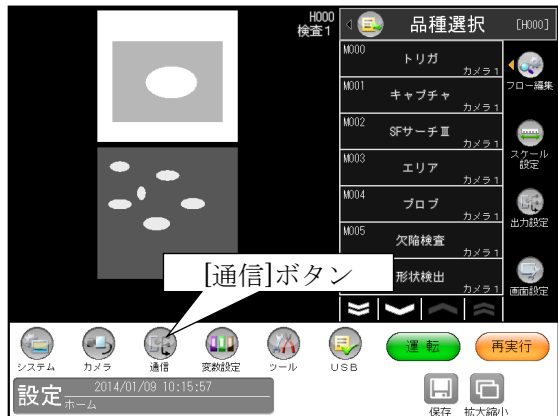 H000
検査1
品種選択
[H000]
M000
トリガ
カメラ1
M001
キャプチャ
カメラ1
M002
SFサーチⅢ
カメラ1
M003
エリア
カメラ1
M004
ブロブ
カメラ1
M005
欠陥検査
カメラ1
形状検出
カメラ1
フロー編集
スケール
設定
出力設定
画面設定
[通信]ボタン
システム
カメラ
通信
変数設定
ツール
USB
運転
再実行
設定
2014/01/09 10:15:57
ホーム
保存
拡大縮小